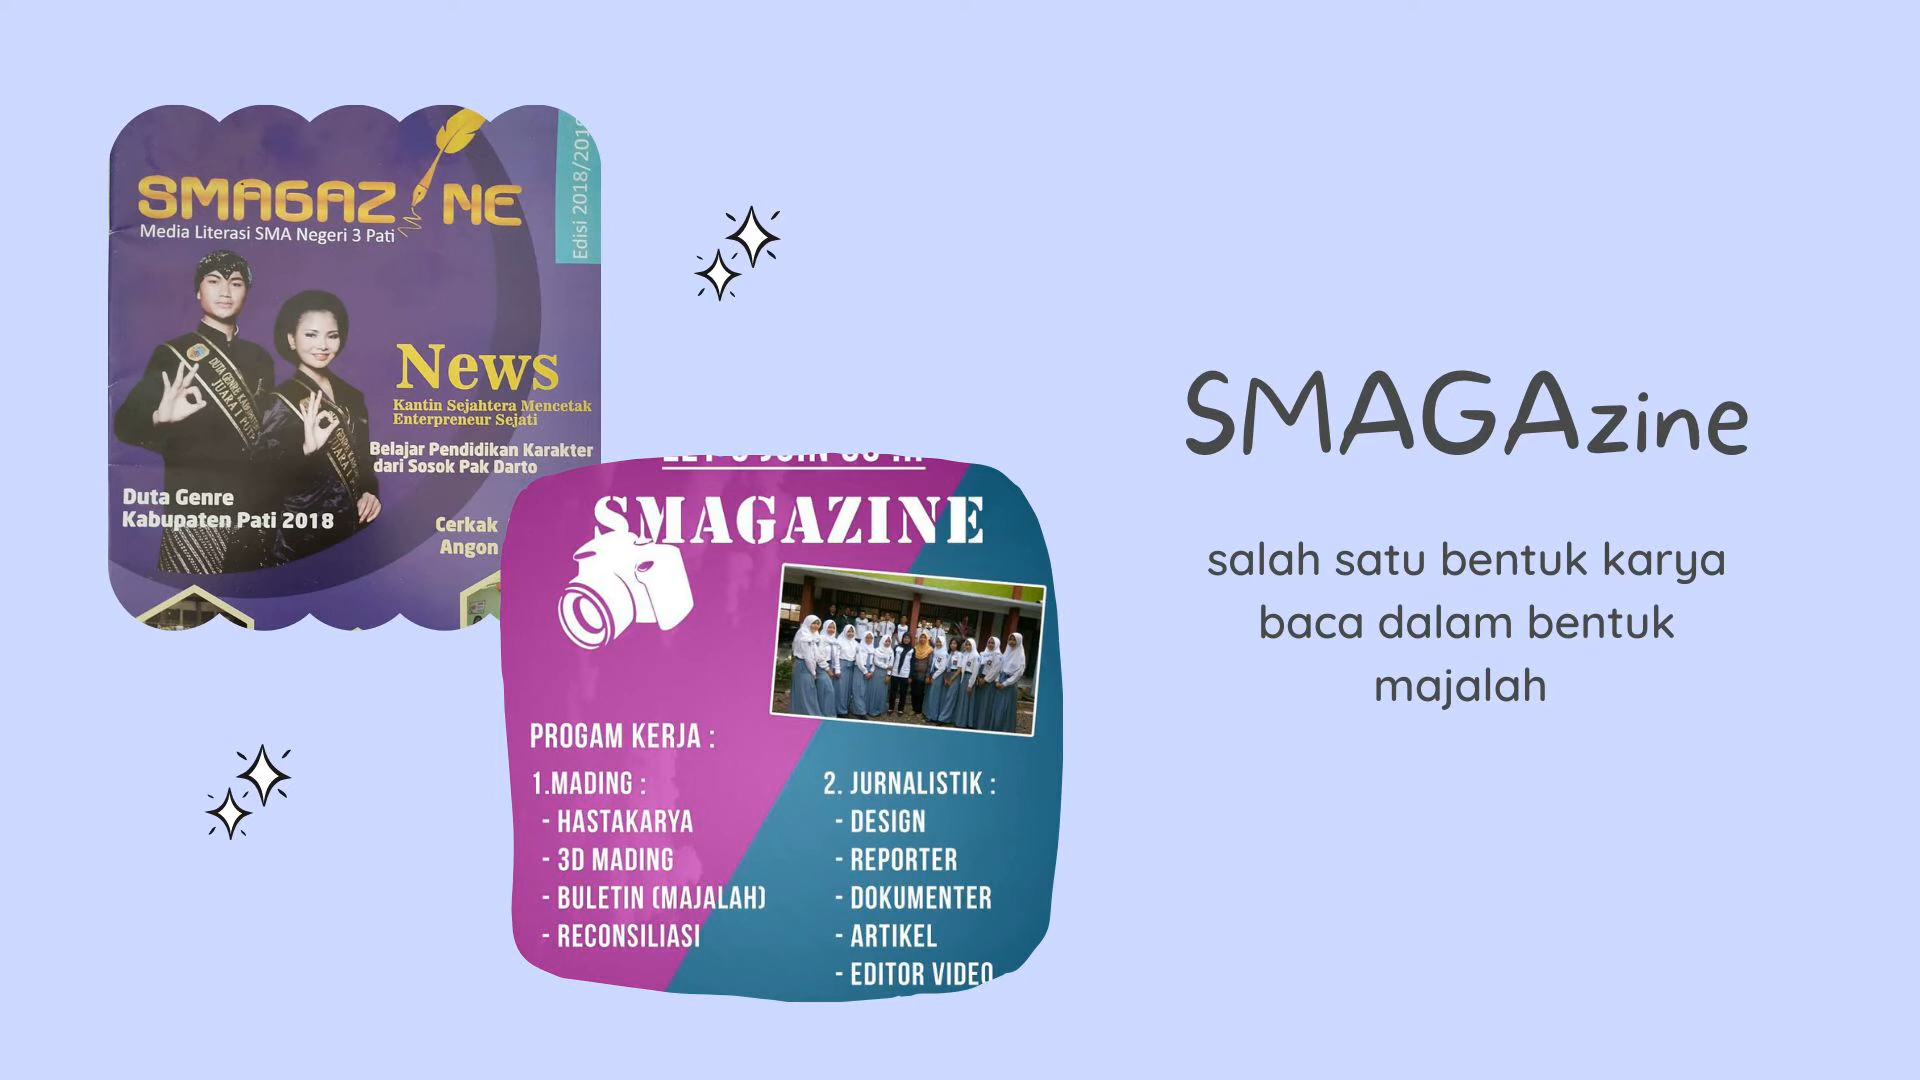 SMAGAZINE
Media Literasi SMA Negeri 3 Pati
Edisi 2018/2019
News
Kantin Sejahtera Mencetak
Enterpreneur Sejati
Belajar Pendidikan Karakter
dari Sosok Pak Darto
Duta Genre
Kabupaten Pati 2018
Cerkak
Angon
SMAGAZINE
PROGAM KERJA :
1.MADING :
- HASTAKARYA
- 3D MADING
- BULETIN (MAJALAH)
- RECONSILIASI
2. JURNALISTIK :
- DESIGN
- REPORTER
- DOKUMENTER
- ARTIKEL
- EDITOR VIDEO
SMAGAzine
salah satu bentuk karya
baca dalam bentuk
majalah